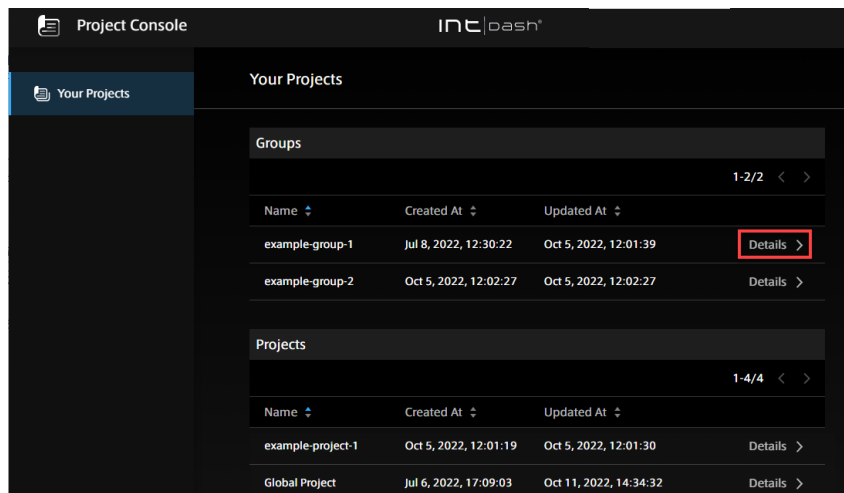 Project Console
INT|DASH®
Your Projects
Your Projects
Groups
1-2/2
Name Created At Updated At
example-group-1 Jul 8, 2022, 12:30:22 Oct 5, 2022, 12:01:39 Details
example-group-2 Oct 5, 2022, 12:02:27 Oct 5, 2022, 12:02:27 Details
Projects
1-4/4
Name Created At Updated At
example-project-1 Oct 5, 2022, 12:01:19 Oct 5, 2022, 12:01:30 Details
Global Project Jul 6, 2022, 17:09:03 Oct 11, 2022, 14:34:32 Details